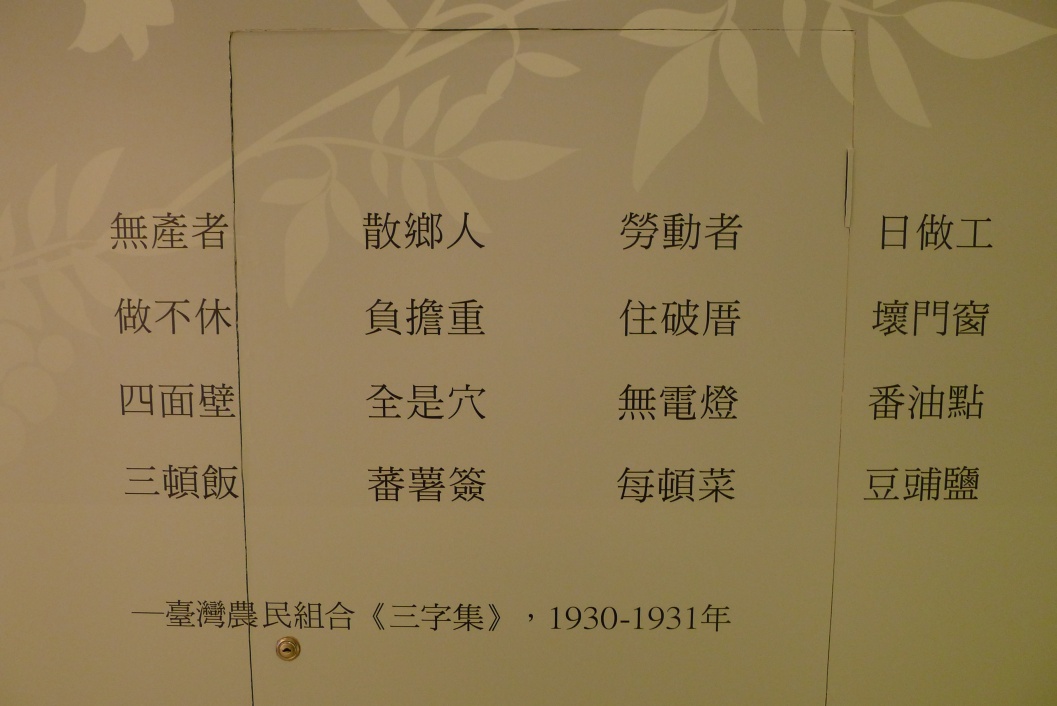 無產者 散鄉人 勞動者 日做工
做不休 負擔重 住破厝 壞門窗
四面壁 全是穴 無電燈 番油點
三頓飯 蕃薯簽 每頓菜 豆豧鹽
—臺灣農民組合《三字集》，1930-1931年